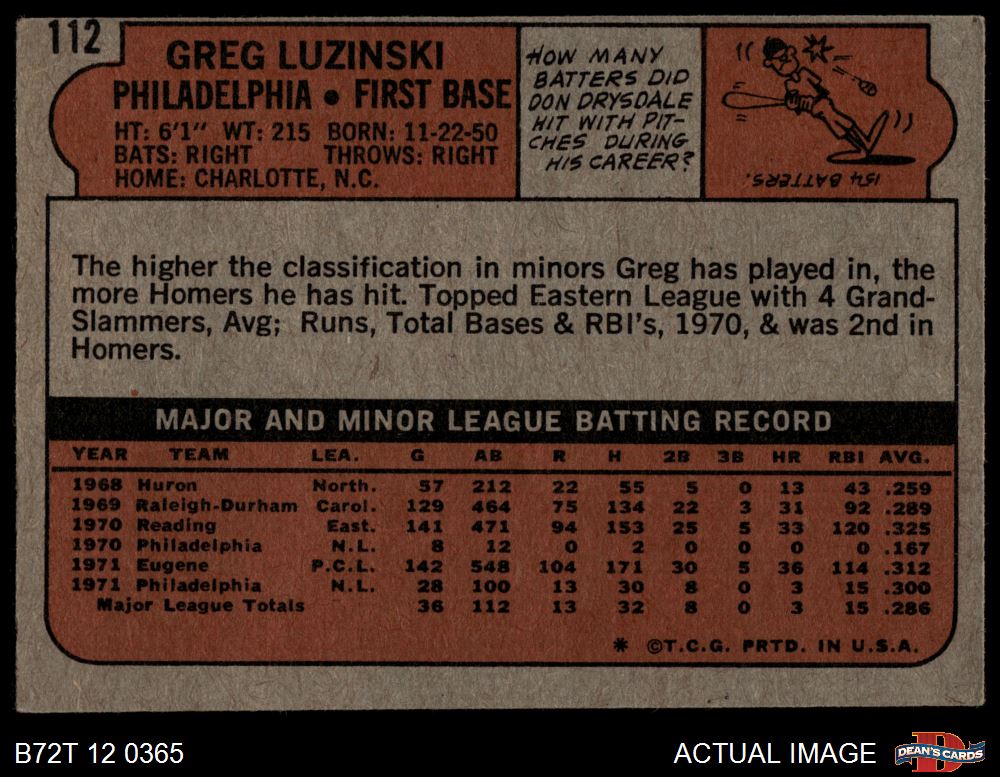 112
GREG LUZINSKI
PHILADELPHIA • FIRST BASE
HT: 6'1" WT: 215 BORN: 11-22-50
BATS: RIGHT THROWS: RIGHT
HOME: CHARLOTTE, N.C.
HOW MANY
BATTERS DID
DON DRYSDALE
HIT WITH PIT-
CHES DURING
HIS CAREER?
154 BATTERS.
The higher the classification in minors Greg has played in, the
more Homers he has hit. Topped Eastern League with 4 Grand-
Slammers, Avg; Runs, Total Bases & RBI's, 1970, & was 2nd in
Homers.
MAJOR AND MINOR LEAGUE BATTING RECORD
YEAR TEAM LEA. G AB R H 2B 3B HR RBI AVG.
1968 Huron North. 57 212 22 55 5 0 13 43 .259
1969 Raleigh-Durham Carol. 129 464 75 134 22 3 31 92 .289
1970 Reading East. 141 471 94 153 25 5 33 120 .325
1970 Philadelphia N.L. 8 12 0 2 0 0 0 0 .167
1971 Eugene P.C.L. 142 548 104 171 30 5 36 114 .312
1971 Philadelphia N.L. 28 100 13 30 8 0 3 15 .300
Major League Totals 36 112 13 32 8 0 3 15 .286
* ©T.C.G. PRTD. IN U.S.A.
B72T 12 0365
ACTUAL IMAGE
D
DEAN'S CARDS